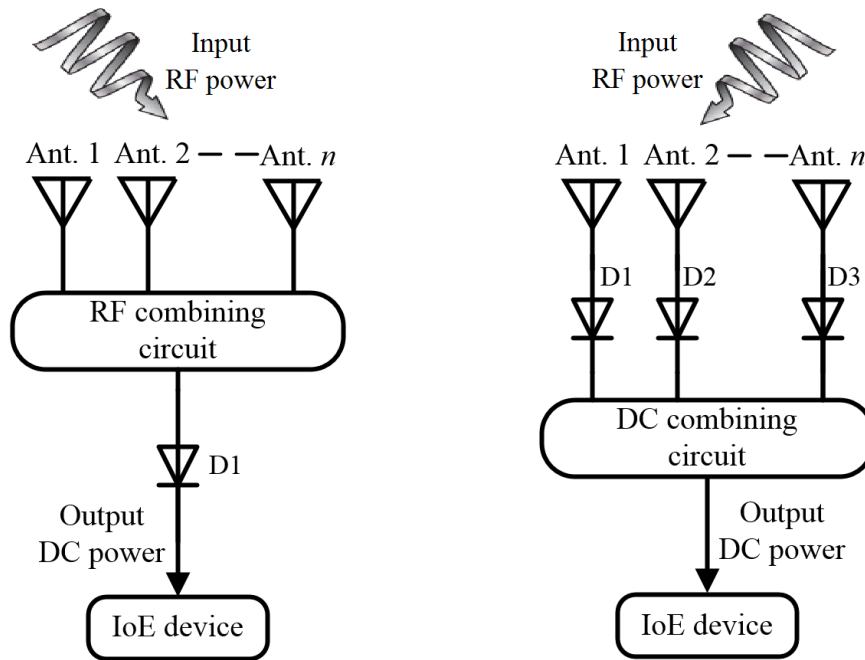 Input
RF power
Ant. 1 Ant. 2 Ant. n
RF combining
circuit
D1
Output
DC power
IoE device
Input
RF power
Ant. 1 Ant. 2 Ant. n
D1 D2 D3
DC combining
circuit
Output
DC power
IoE device